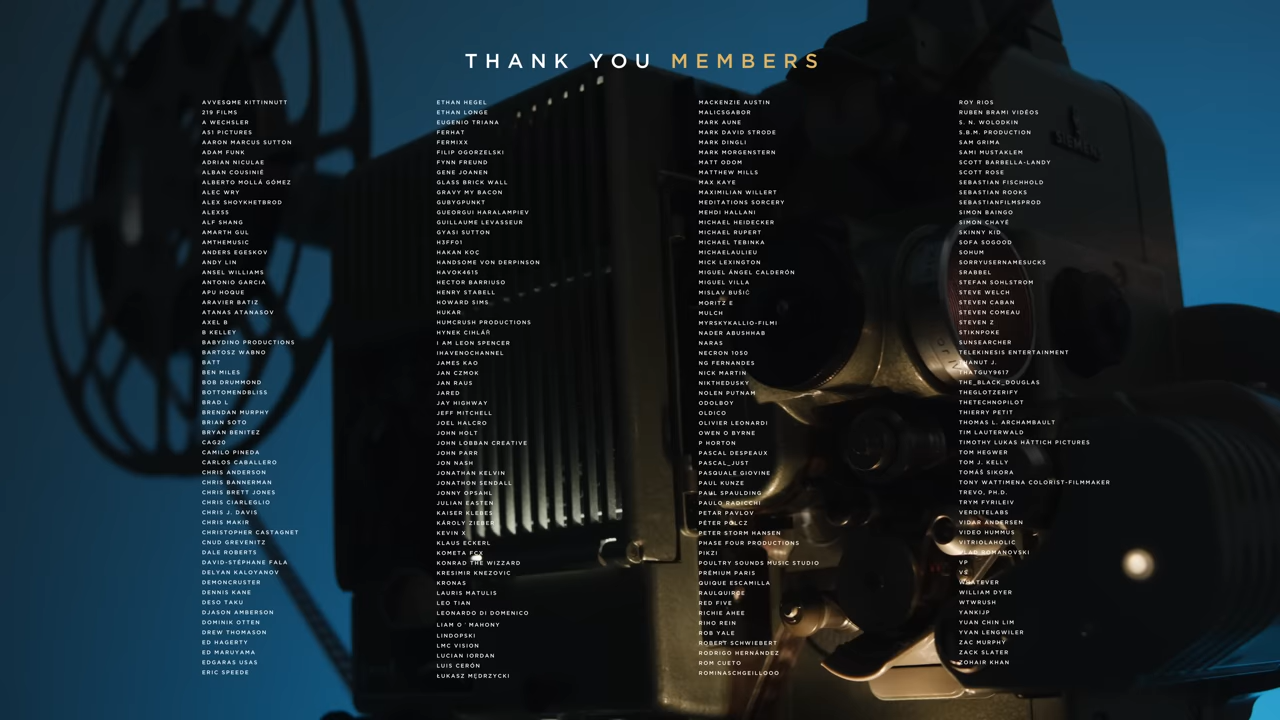 THANK YOU MEMBERS
AVVESQME KITTINNUTT
219 FILMS
A WECHSLER
AS1 PICTURES
AARON MARCUS SUTTON
ADAM FUNK
ADRIAN NICULAE
ALBAN COUSINIÉ
ALBERTO MOLLÁ GÓMEZ
ALEC WRY
ALEX SHOYKHETBROD
ALEXSS
ALF SHANG
AMARTH GUL
AMTHEMUSIC
ANDERS EGESKOV
ANDY LIN
ANSEL WILLIAMS
ANTONIO GARCIA
APU HOQUE
ARAVIER BATIZ
ATANAS ATANASOV
AXEL B
B KELLEY
BABYDINO PRODUCTIONS
BARTOSZ WABNO
BATT
BEN MILES
BOB DRUMMOND
BOTTOMENDBLISS
BRAD L
BRENDAN MURPHY
BRIAN SOTO
BRYAN BENITEZ
CAG20
CAMILO PINEDA
CARLOS CABALLERO
CHRIS ANDERSON
CHRIS BANNERMAN
CHRIS BRETT JONES
CHRIS CIARLEGLIO
CHRIS J. DAVIS
CHRIS MAKIR
CHRISTOPHER CASTAGNET
CNUD GREVENITZ
DALE ROBERTS
DAVID-STÉPHANE FALA
DELYAN KALOYANOV
DEMONCRUSTER
DENNIS KANE
DESO TAKU
DJASON AMBERSON
DOMINIK OTTEN
DREW THOMASON
ED HAGERTY
ED MARUYAMA
EDGARAS USAS
ERIC SPEEDE
ETHAN HEGEL
ETHAN LONGE
EUGENIO TRIANA
FERHAT
FERMIXX
FILIP OGORZELSKI
FYNN FREUND
GENE JOANEN
GLASS BRICK WALL
GRAVY MY BACON
GUBYGPUNKT
GUEORGUI HARALAMPIEV
GUILLAUME LEVASSEUR
GYASI SUTTON
H3FF01
HAKAN KOÇ
HANDSOME VON DERPINSON
HAVOK4615
HECTOR BARRIUSO
HENRY STABELL
HOWARD SIMS
HUKAR
HUMCRUSH PRODUCTIONS
HYNEK CIHLÁŘ
I AM LEON SPENCER
IHAVENOCHANNEL
JAMES KAO
JAN CZMOK
JAN RAUS
JARED
JAY HIGHWAY
JEFF MITCHELL
JOEL HALCRO
JOHN HOLT
JOHN LOBBAN CREATIVE
JOHN PARR
JON NASH
JONATHAN KELVIN
JONATHON SENDALL
JONNY OPSAHL
JULIAN RASTEN
KAISER KLEBES
KÁROLY ZIEBER
KEVIN X
KLAUS ECKERL
KOMETA FCX
KONRAD THE WIZZARD
KRESIMIR KNEZOVIC
KRONAS
LAURIS MATULIS
LEO TIAN
LEONARDO DI DOMENICO
LIAM O ' MAHONY
LINDOPSKI
LMC VISION
LUCIAN IORDAN
LUIS CERÓN
ŁUKASZ MĘDRZYCKI
MACKENZIE AUSTIN
MALICSGABOR
MARK AUNE
MARK DAVID STRODE
MARK DINGLI
MARK MORGENSTERN
MATT ODOM
MATTHEW MILLS
MAX KAYE
MAXIMILIAN WILLERT
MEDITATIONS SORCERY
MEHDI HALLANI
MICHAEL HEIDECKER
MICHAEL RUPERT
MICHAEL TEBINKA
MICHAELAULIEU
MICK LEXINGTON
MIGUEL ÁNGEL CALDERÓN
MIGUEL VILLA
MISLAV BUŠIĆ
MORITZ E
MULCH
MYRSKYKALLIO-FILMI
NADER ABUSHHAB
NARAS
NECRON 1050
NG FERNANDES
NICK MARTIN
NIKTHEDUSKY
NOLEN PUTNAM
ODOLBOY
OLDICO
OLIVIER LEONARDI
OWEN O BYRNE
P HORTON
PASCAL DESPEAUX
PASCAL_JUST
PASQUALE GIOVINE
PAUL KUNZE
PAUL SPAULDING
PAULO RADICCHI
PETAR PAVLOV
PÉTER POLCZ
PETER STORM HANSEN
PHASE FOUR PRODUCTIONS
PIKZI
POULTRY SOUNDS MUSIC STUDIO
PREMIUM PARIS
QUIQUE ESCAMILLA
RAULQUIRCE
RED FIVE
RICHIE AHEE
RIHO REIN
ROB YALE
ROBERT SCHWIEBERT
RODRIGO HERNÁNDEZ
ROM CUETO
ROMINASCHGEILLOOO
ROY RIOS
RUBEN BRAMI VIDÉOS
S. N. WOLODKIN
S.B.M. PRODUCTION
SAM GRIMA
SAMI MUSTAKLEM
SCOTT BARBELLA-LANDY
SCOTT ROSE
SEBASTIAN FISCHHOLD
SEBASTIAN ROOKS
SEBASTIANFILMSPROD
SIMON BAINGO
SIMON CHAYÉ
SKINNY KID
SOFA SOGOOD
SOHUM
SORRYUSERNAMESUCKS
SRABBEL
STEFAN SOHLSTROM
STEVE WELCH
STEVEN CABAN
STEVEN COMEAU
STEVEN Z
STIKNPOKE
SUNSEARCHER
TELEKINESIS ENTERTAINMENT
THANUT J.
THATGUY9617
THE_BLACK_DOUGLAS
THEGLOTZERIFY
THETECHNOPILOT
THIERRY PETIT
THOMAS L. ARCHAMBAULT
TIM LAUTERWALD
TIMOTHY LUKAS HÄTTICH PICTURES
TOM HEGWER
TOM J. KELLY
TOMÁŠ SIKORA
TONY WATTIMENA COLORIST-FILMMAKER
TREVO, PH.D.
TRYM FYRILEIV
VERDITELABS
VIDAR ANDERSEN
VIDEO HUMMUS
VITRIOLAHOLIC
VLAD ROMANOVSKI
VP
VS
WHATEVER
WILLIAM DYER
WTWRUSH
YANKIJP
YUAN CHIN LIM
YVAN LENGWILER
ZAC MURPHY
ZACK SLATER
ZOHAIR KHAN
SIEMENS